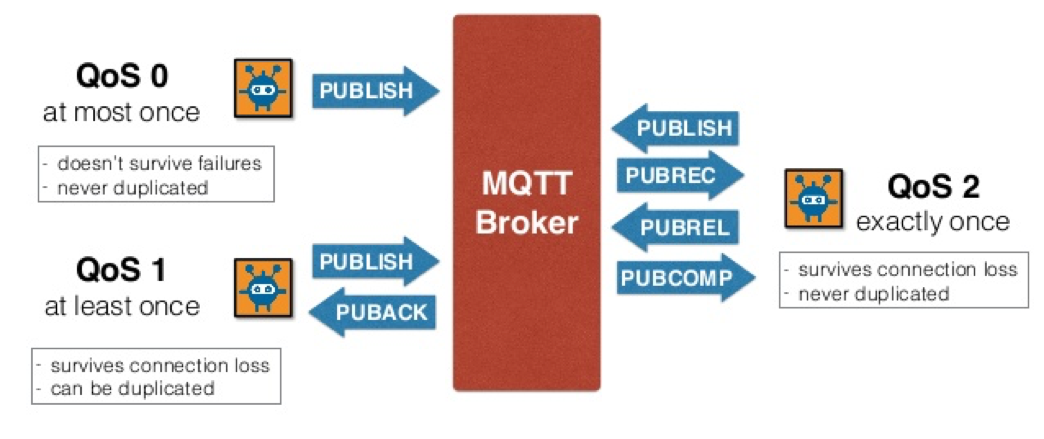 QoS 0
at most once
- doesn't survive failures
- never duplicated
PUBLISH
QoS 1
at least once
- survives connection loss
- can be duplicated
PUBLISH
PUBACK
MQTT
Broker
PUBLISH
PUBREC
PUBREL
PUBCOMP
QoS 2
exactly once
- survives connection loss
- never duplicated